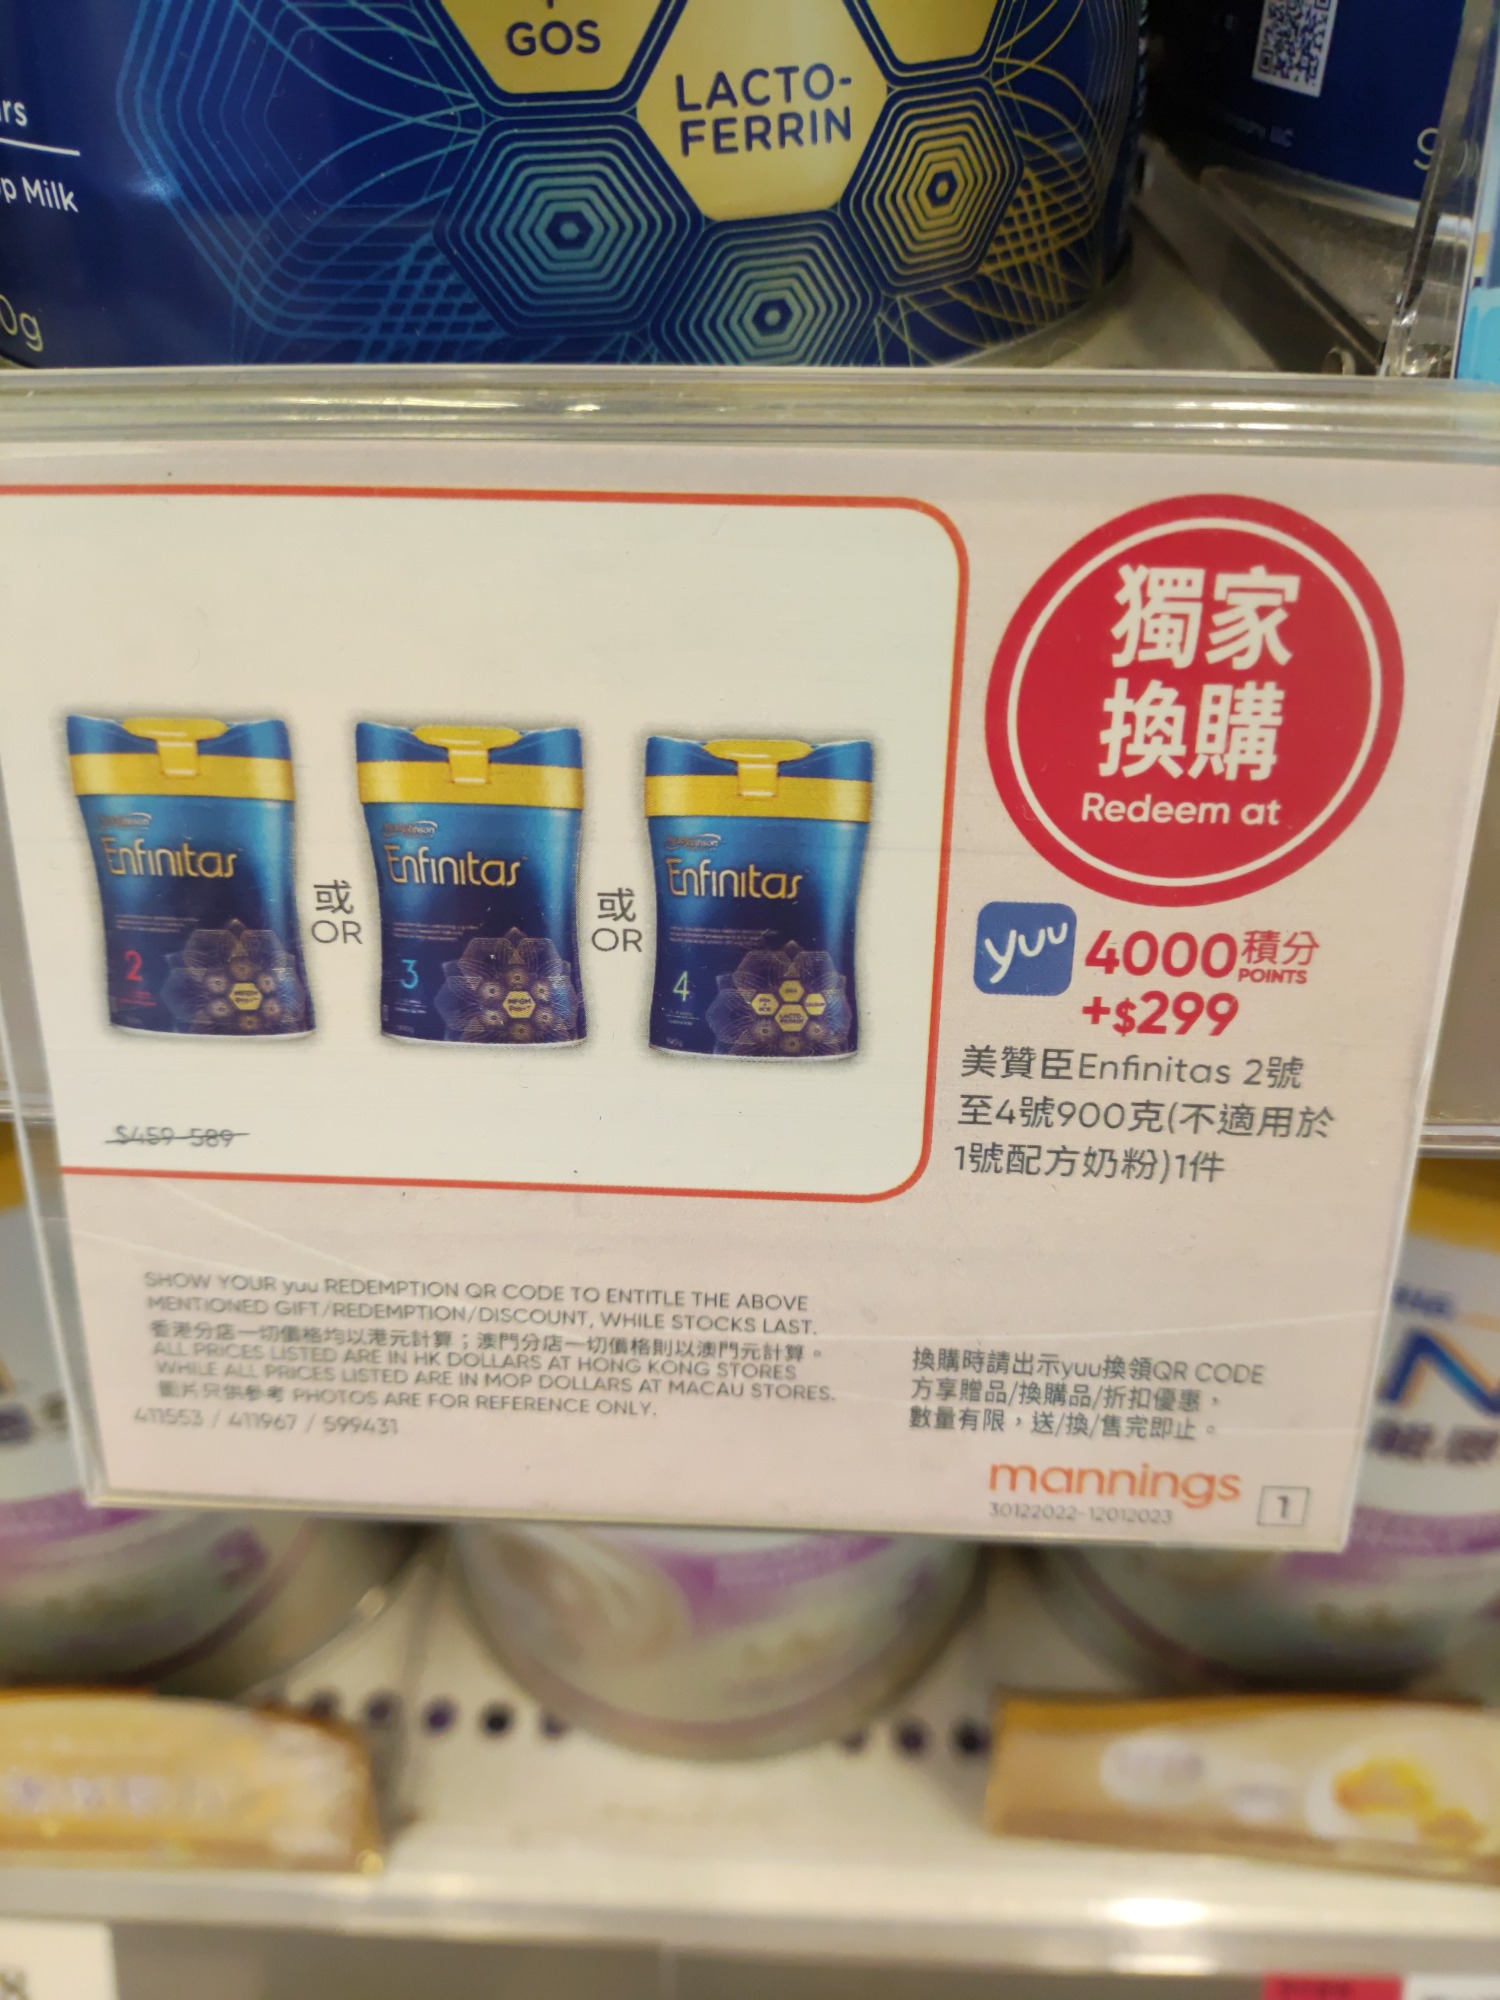 GOS
LACTO-
FERRIN
Milk
獨家
換購
Redeem at
Enfinitas
2
或
OR
Enfinitas
3
或
OR
Enfinitas
4
yuu 4000積分
POINTS
+$299
美贊臣Enfinitas 2號
至4號900克(不適用於
1號配方奶粉)1件
$459-589
SHOW YOUR yuu REDEMPTION QR CODE TO ENTITLE THE ABOVE
MENTIONED GIFT/REDEMPTION/DISCOUNT, WHILE STOCKS LAST.
香港分店一切價格均以港元計算；澳門分店一切價格則以澳門元計算。
ALL PRICES LISTED ARE IN HK DOLLARS AT HONG KONG STORES
WHILE ALL PRICES LISTED ARE IN MOP DOLLARS AT MACAU STORES.
圖片只供參考 PHOTOS ARE FOR REFERENCE ONLY.
411553 / 411967 / 599431
換購時請出示yuu換領QR CODE
方享贈品/換購品/折扣優惠，
數量有限，送/換/售完即止。
mannings
30122022-12012023
1